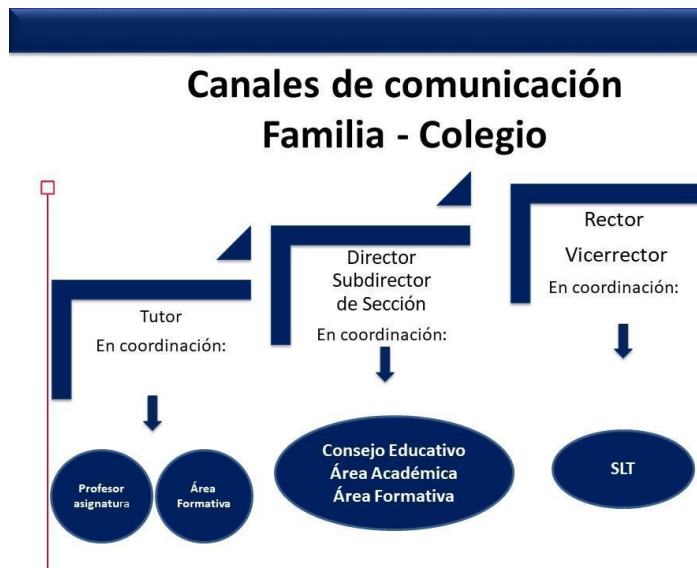 Canales de comunicación
Familia - Colegio
Tutor
En coordinación:
Profesor
asignatura
Área
Formativa
Director
Subdirector
de Sección
En coordinación:
Consejo Educativo
Área Académica
Área Formativa
Rector
Vicerrector
En coordinación:
SLT